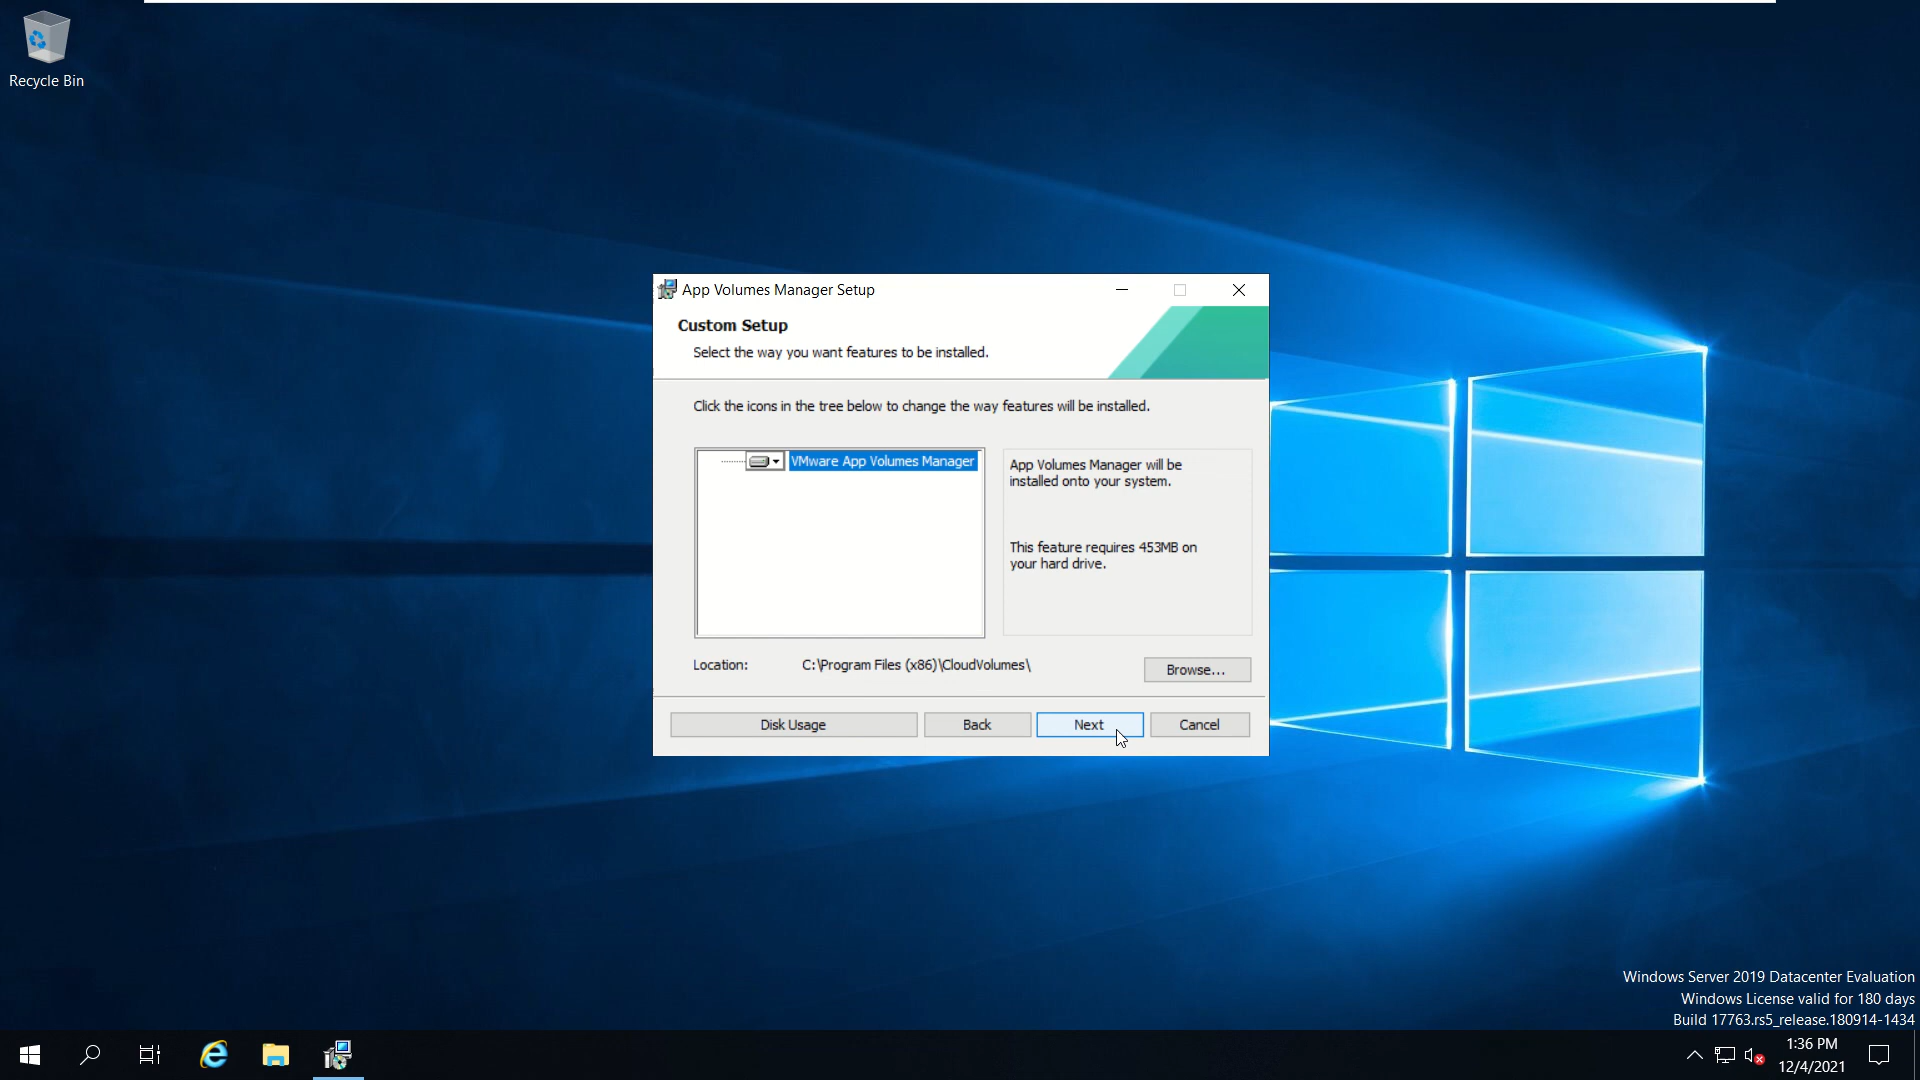 Recycle Bin
App Volumes Manager Setup
Custom Setup
Select the way you want features to be installed.
Click the icons in the tree below to change the way features will be installed.
VMware App Volumes Manager
App Volumes Manager will be
installed onto your system.
This feature requires 453MB on
your hard drive.
Location:
C:\Program Files (x86)\CloudVolumes\
Browse...
Disk Usage
Back
Next
Cancel
Windows Server 2019 Datacenter Evaluation
Windows License valid for 180 days
Build 17763.rs5_release.180914-1434
1:36 PM
12/4/2021